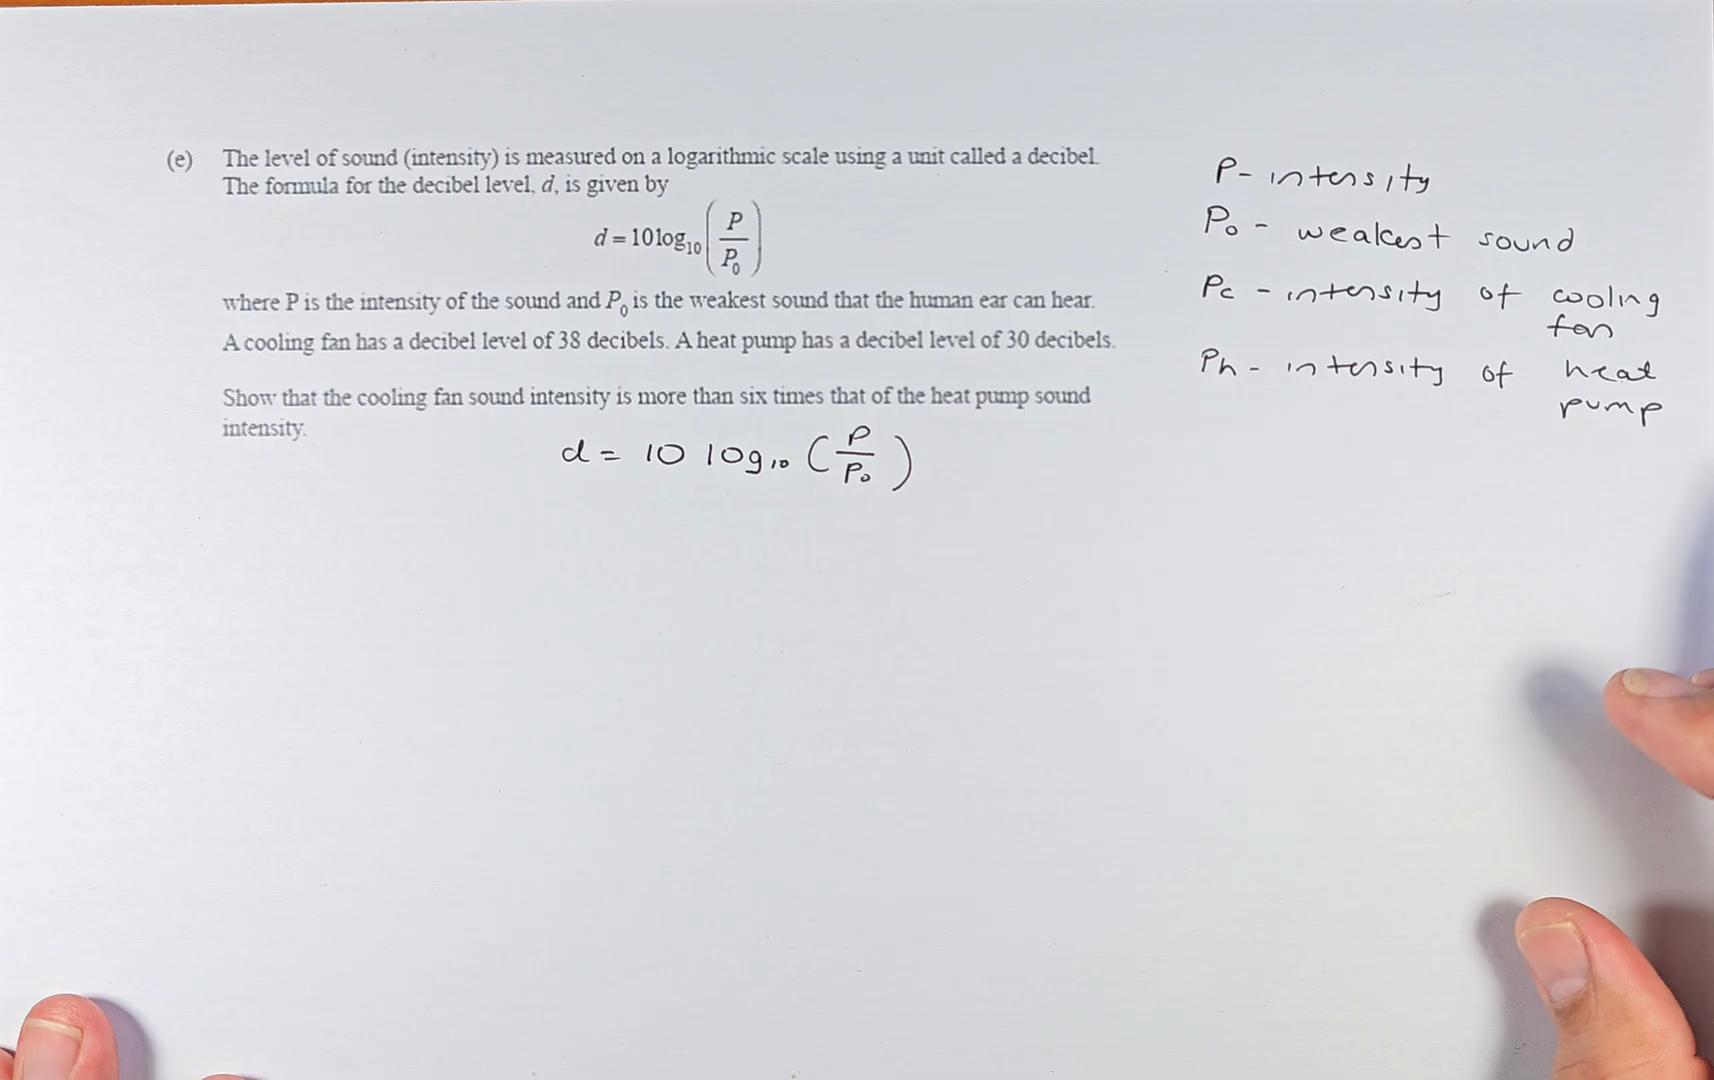 (e) The level of sound (intensity) is measured on a logarithmic scale using a unit called a decibel.
The formula for the decibel level, d, is given by
d = 10log₁₀(P/P₀)
where P is the intensity of the sound and P₀ is the weakest sound that the human ear can hear.
A cooling fan has a decibel level of 38 decibels. A heat pump has a decibel level of 30 decibels.
Show that the cooling fan sound intensity is more than six times that of the heat pump sound
intensity.
d = 10 log₁₀ (P/P₀)
P - intensity
P₀ - weakest sound
Pc - intensity of cooling
fan
Ph - intensity of heat
pump